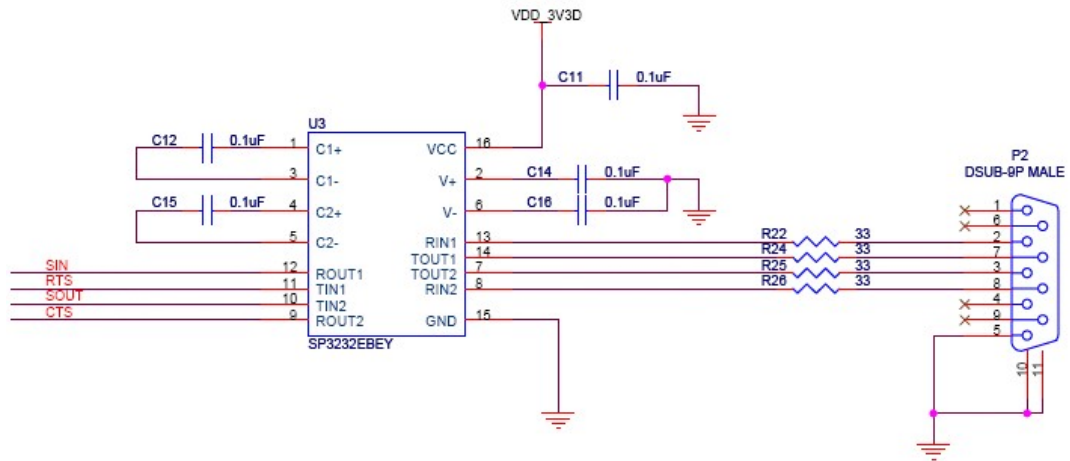 VDD_3V3D
C11 0.1uF
U3
C12 0.1uF 1 C1+ VCC 16
3 C1- V+ 2 C14 0.1uF
C15 0.1uF 4 C2+ V- 6 C16 0.1uF
5 C2-
P2
DSUB-9P MALE
1
6
RIN1 13 R22 33 2
TOUT1 14 R24 33 7
SIN 12 ROUT1 TOUT2 7 R25 33 3
RTS 11 TIN1 RIN2 8 R26 33 8
SOUT 10 TIN2 4
CTS 9 ROUT2 GND 15 9
5
SP3232EBEY
10 11